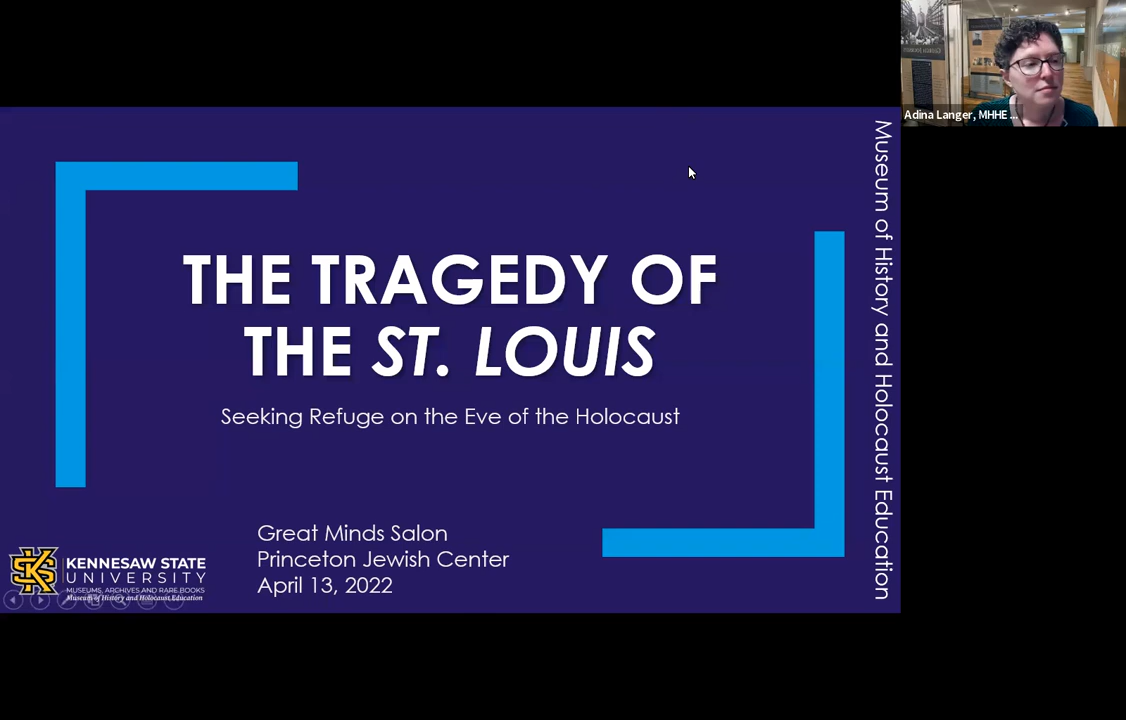 THE TRAGEDY OF
THE ST. LOUIS
Seeking Refuge on the Eve of the Holocaust
Great Minds Salon
Princeton Jewish Center
April 13, 2022
KENNESAW STATE
UNIVERSITY
MUSEUMS, ARCHIVES AND RARE BOOKS
Museum of History and Holocaust Education
Museum of History and Holocaust Education
Adina Langer, MHHE ...